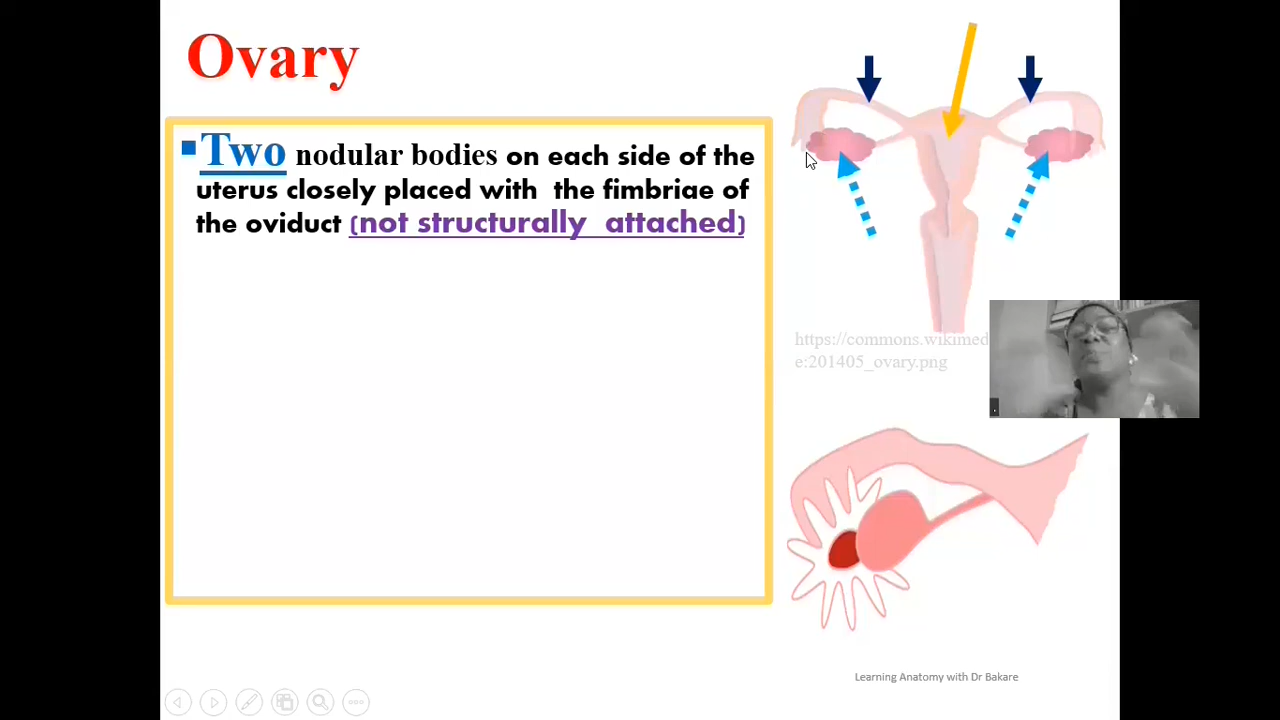 Ovary
Two nodular bodies on each side of the
uterus closely placed with the fimbriae of
the oviduct (not structurally attached)
https://commons.wikimed
e:201405_ovary.png
Learning Anatomy with Dr Bakare